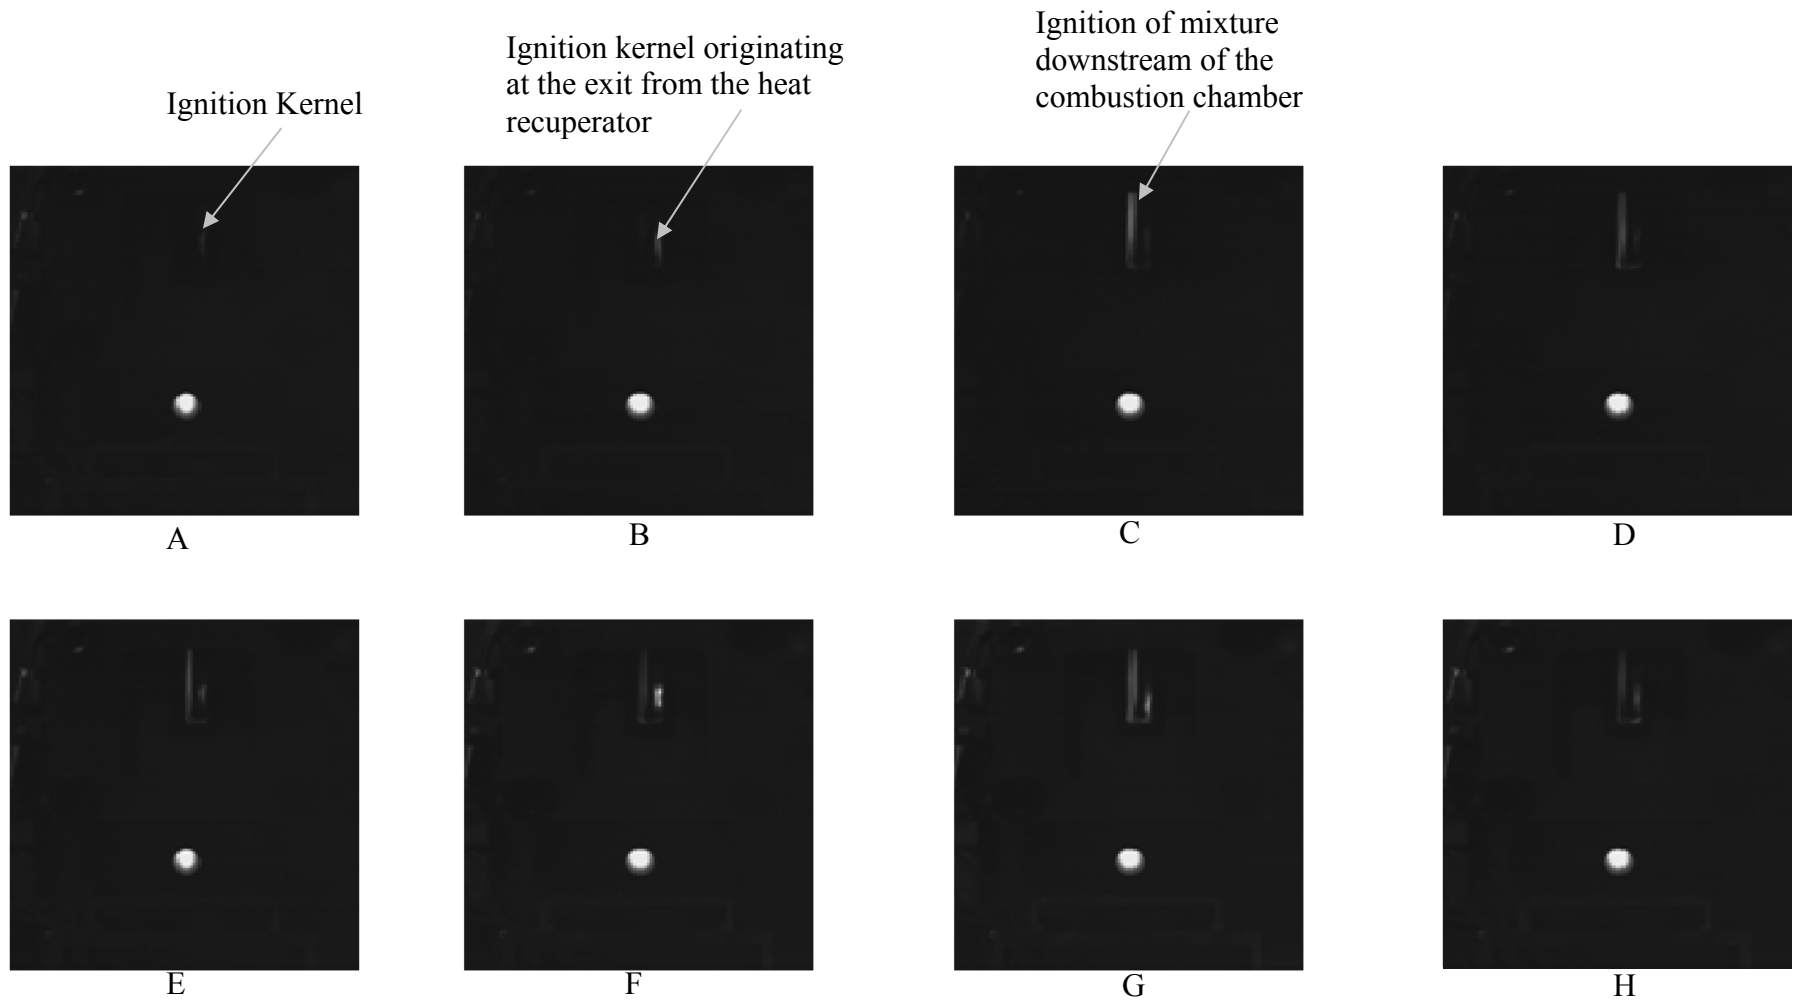 Ignition Kernel
Ignition kernel originating
at the exit from the heat
recuperator
Ignition of mixture
downstream of the
combustion chamber
A
B
C
D
E
F
G
H